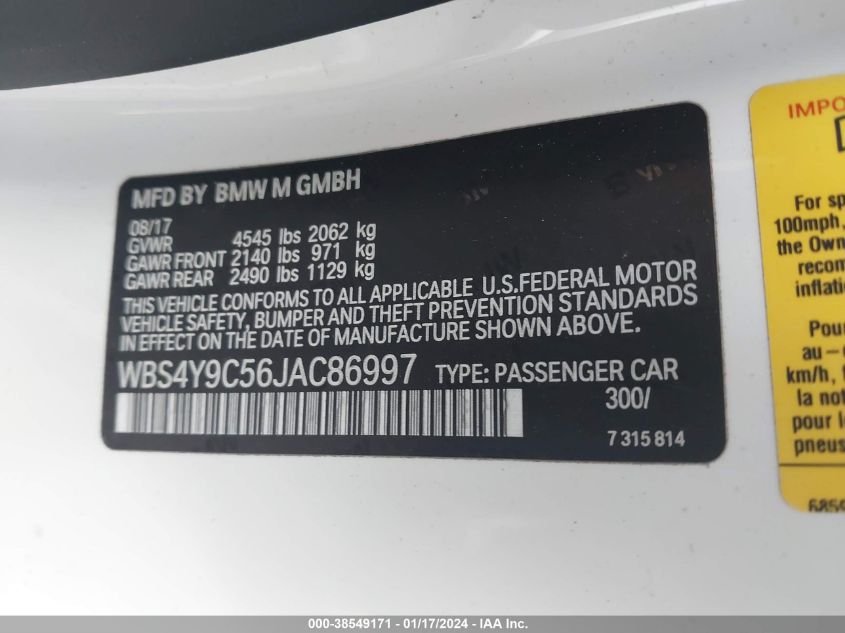 MFD BY BMW M GMBH
08/17
GVWR 4545 lbs 2062 kg
GAWR FRONT 2140 lbs 971 kg
GAWR REAR 2490 lbs 1129 kg
THIS VEHICLE CONFORMS TO ALL APPLICABLE U.S.FEDERAL MOTOR
VEHICLE SAFETY, BUMPER AND THEFT PREVENTION STANDARDS
IN EFFECT ON THE DATE OF MANUFACTURE SHOWN ABOVE.
WBS4Y9C56JAC86997 TYPE: PASSENGER CAR
300/
7 315 814
IMPO
For sp
100mph,
the Own
recom
inflati
Pou
au –
km/h, l
la not
pour l
pneus
000-38549171 - 01/17/2024 - IAA, Inc.